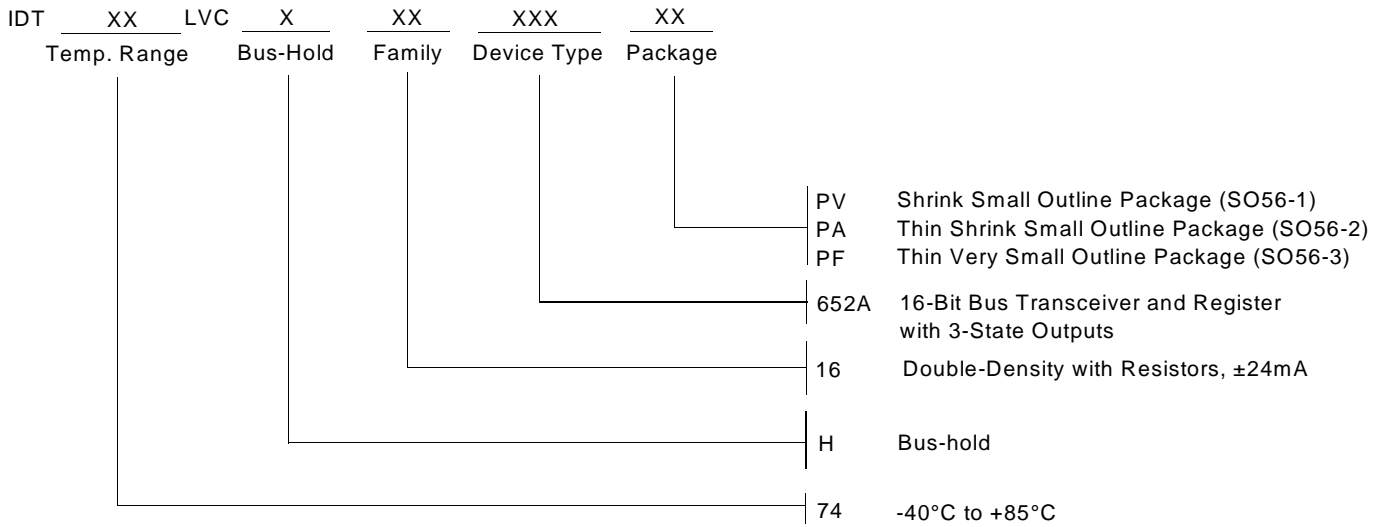 IDT XX LVC X XX XXX XX
Temp. Range Bus-Hold Family Device Type Package
PV Shrink Small Outline Package (SO56-1)
PA Thin Shrink Small Outline Package (SO56-2)
PF Thin Very Small Outline Package (SO56-3)
652A 16-Bit Bus Transceiver and Register
with 3-State Outputs
16 Double-Density with Resistors, ±24mA
H Bus-hold
74 -40°C to +85°C